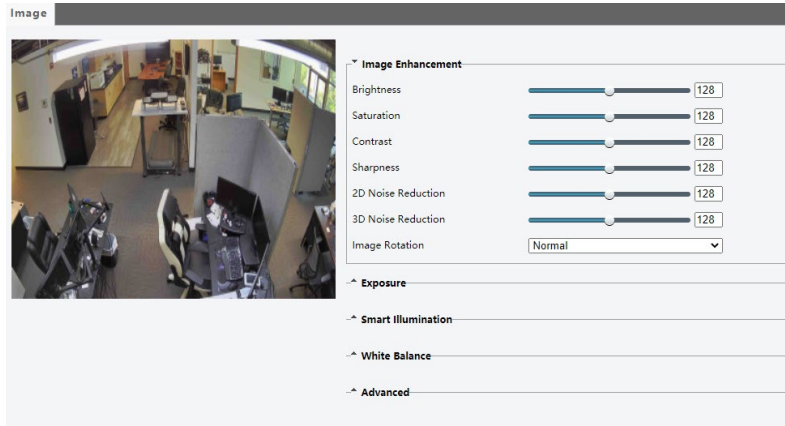 Image
Image Enhancement
Brightness 128
Saturation 128
Contrast 128
Sharpness 128
2D Noise Reduction 128
3D Noise Reduction 128
Image Rotation Normal
Exposure
Smart Illumination
White Balance
Advanced